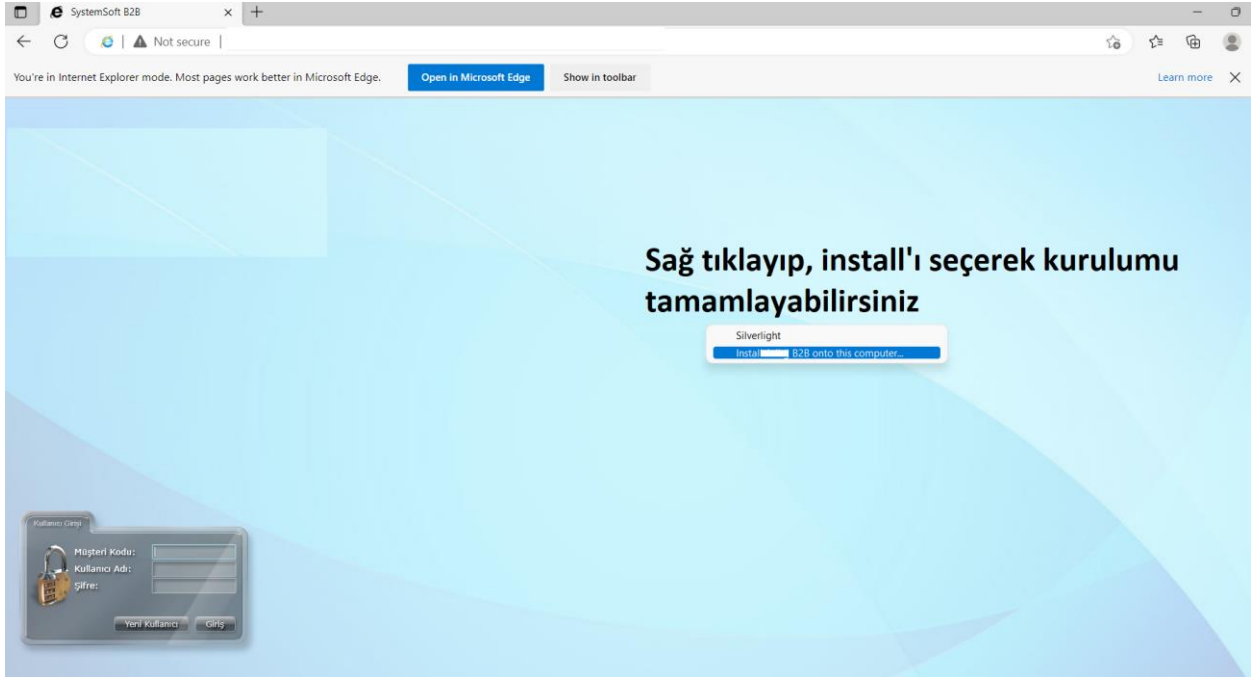 SystemSoft B2B
Not secure
You're in Internet Explorer mode. Most pages work better in Microsoft Edge. Open in Microsoft Edge Show in toolbar Learn more
Sağ tıklayıp, install'ı seçerek kurulumu
tamamlayabilirsiniz
Silverlight
Instal B2B onto this computer...
Kullanıcı Girişi
Müşteri Kodu:
Kullanıcı Adı:
Şifre:
Yeni Kullanıcı Giriş